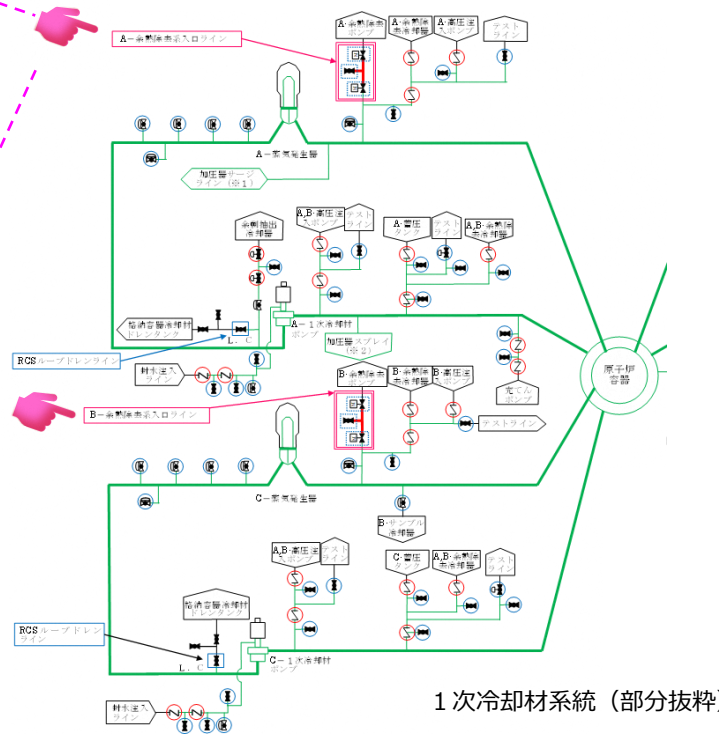 A-余熱除去
ポンプ
A-余熱除
去冷却器
A-高圧注
入ポンプ
テスト
ライン
A-余熱除去系入口ライン
A-蒸気発生器
加圧器サージ
ライン(※1)
余剰抽出
冷却器
A,B-高圧注
入ポンプ
テスト
ライン
A-蓄圧
タンク
テスト
ライン
A,B-余熱除
去冷却器
格納容器冷却材
ドレンタンク
L.C
A-1次冷却材
ポンプ
RCSループドレンライン
封水注入
ライン
加圧器スプレイ
(※2)
原子炉
容器
充てん
ポンプ
B-余熱除去
ポンプ
B-余熱除
去冷却器
B-高圧注
入ポンプ
テストライン
B-余熱除去系入口ライン
C-蒸気発生器
B-サンプル
冷却器
A,B-高圧注
入ポンプ
テスト
ライン
C-蓄圧
タンク
A,B-余熱除
去冷却器
テスト
ライン
格納容器冷却材
ドレンタンク
RCSループドレン
ライン
L.C
C-1次冷却材
ポンプ
封水注入
ライン
1次冷却材系統(部分抜粋)